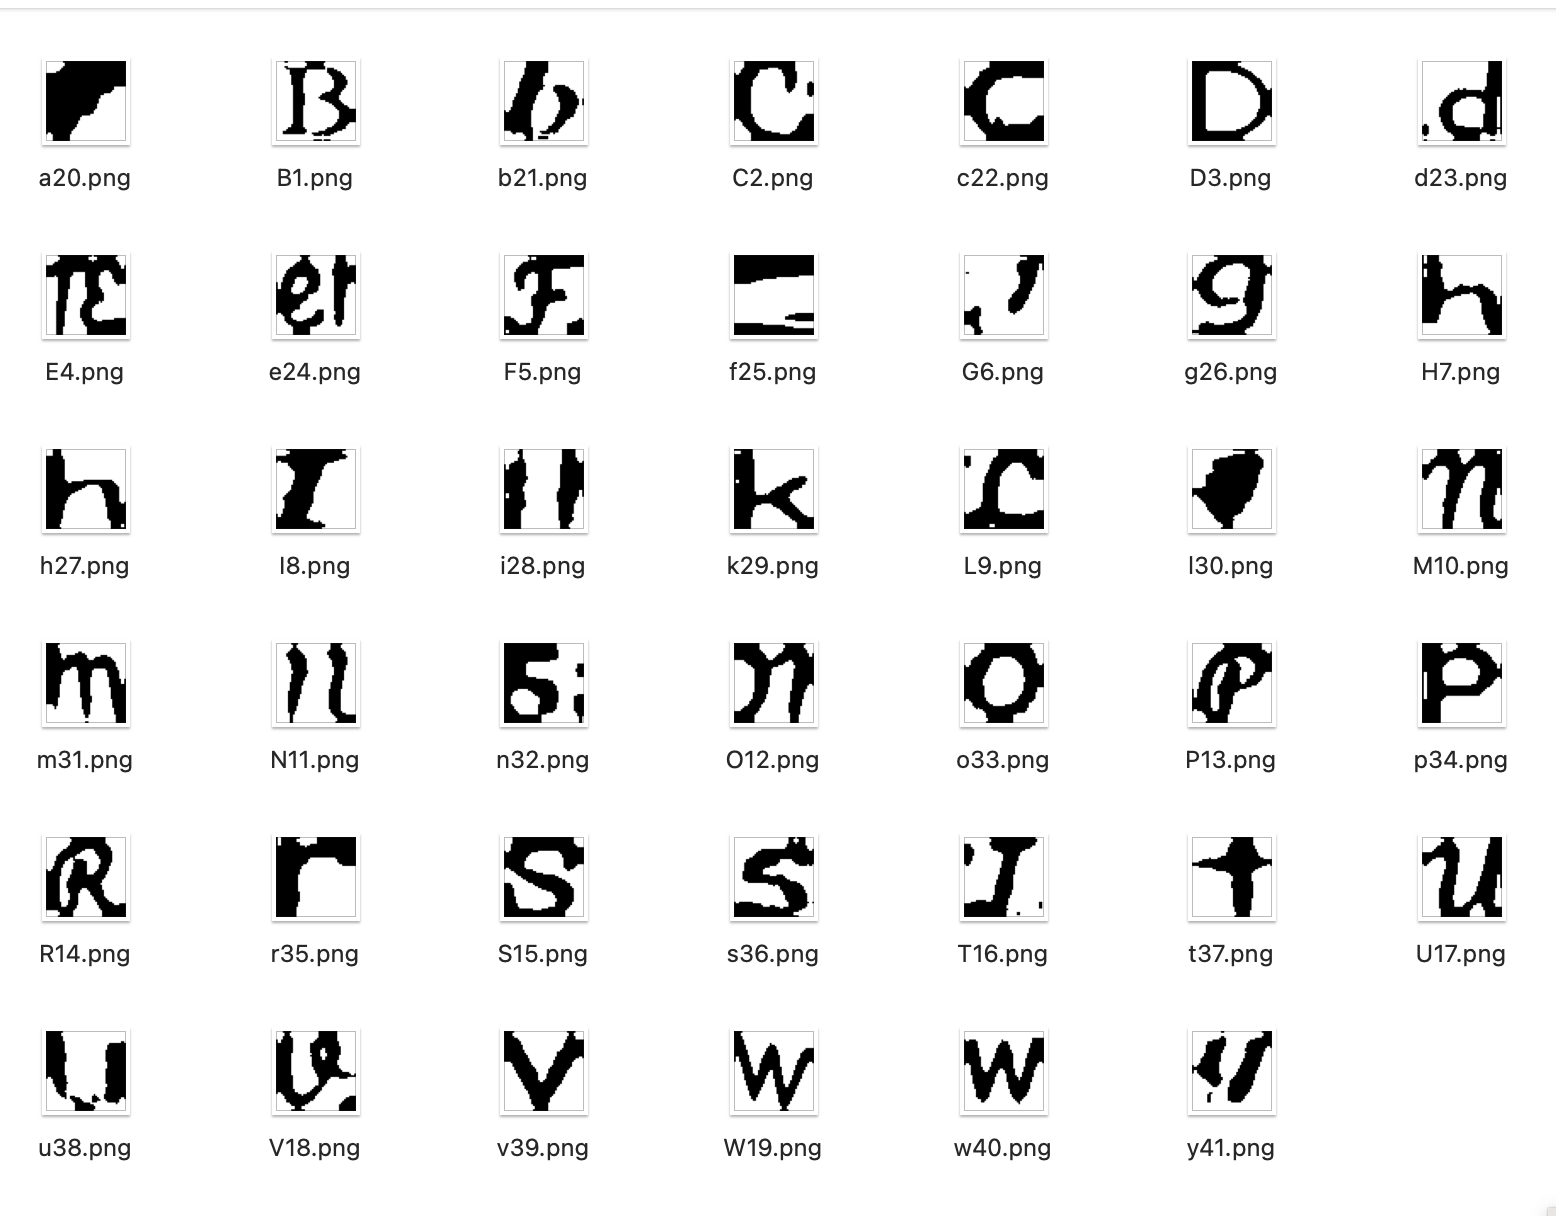 a20.png B1.png b21.png C2.png c22.png D3.png d23.png
E4.png e24.png F5.png f25.png G6.png g26.png H7.png
h27.png I8.png i28.png k29.png L9.png l30.png M10.png
m31.png N11.png n32.png O12.png o33.png P13.png p34.png
R14.png r35.png S15.png s36.png T16.png t37.png U17.png
u38.png V18.png v39.png W19.png w40.png y41.png